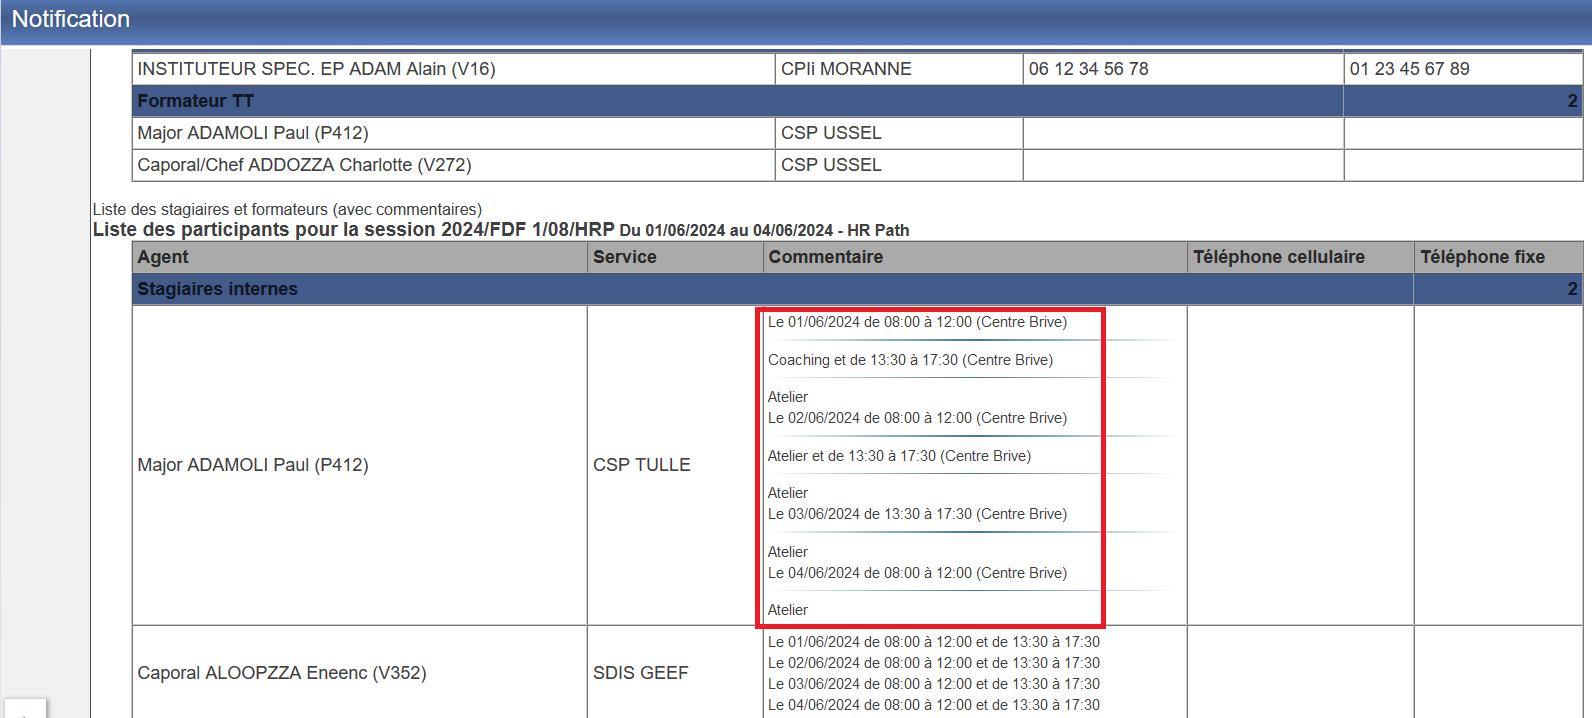 Notification
INSTITUTEUR SPEC. EP ADAM Alain (V16) CPIi MORANNE 06 12 34 56 78 01 23 45 67 89
Formateur TT 2
Major ADAMOLI Paul (P412) CSP USSEL
Caporal/Chef ADDOZZA Charlotte (V272) CSP USSEL
Liste des stagiaires et formateurs (avec commentaires)
Liste des participants pour la session 2024/FDF 1/08/HRP Du 01/06/2024 au 04/06/2024 - HR Path
Agent Service Commentaire Téléphone cellulaire Téléphone fixe
Stagiaires internes 2
Major ADAMOLI Paul (P412) CSP TULLE
Le 01/06/2024 de 08:00 à 12:00 (Centre Brive)
Coaching et de 13:30 à 17:30 (Centre Brive)
Atelier
Le 02/06/2024 de 08:00 à 12:00 (Centre Brive)
Atelier et de 13:30 à 17:30 (Centre Brive)
Atelier
Le 03/06/2024 de 13:30 à 17:30 (Centre Brive)
Atelier
Le 04/06/2024 de 08:00 à 12:00 (Centre Brive)
Atelier
Caporal ALOOPZZA Eneenc (V352) SDIS GEEF
Le 01/06/2024 de 08:00 à 12:00 et de 13:30 à 17:30
Le 02/06/2024 de 08:00 à 12:00 et de 13:30 à 17:30
Le 03/06/2024 de 08:00 à 12:00 et de 13:30 à 17:30
Le 04/06/2024 de 08:00 à 12:00 et de 13:30 à 17:30